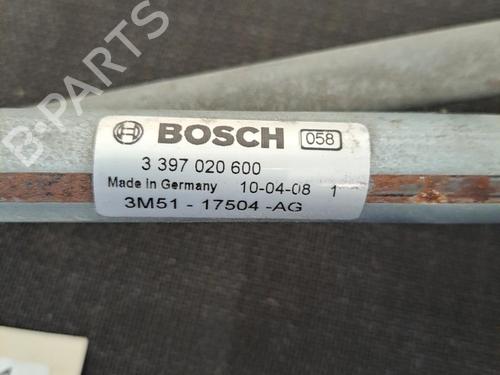 BOSCH 058
3 397 020 600
Made in Germany 10-04-08 1
3M51 - 17504 -AG
B-PARTS